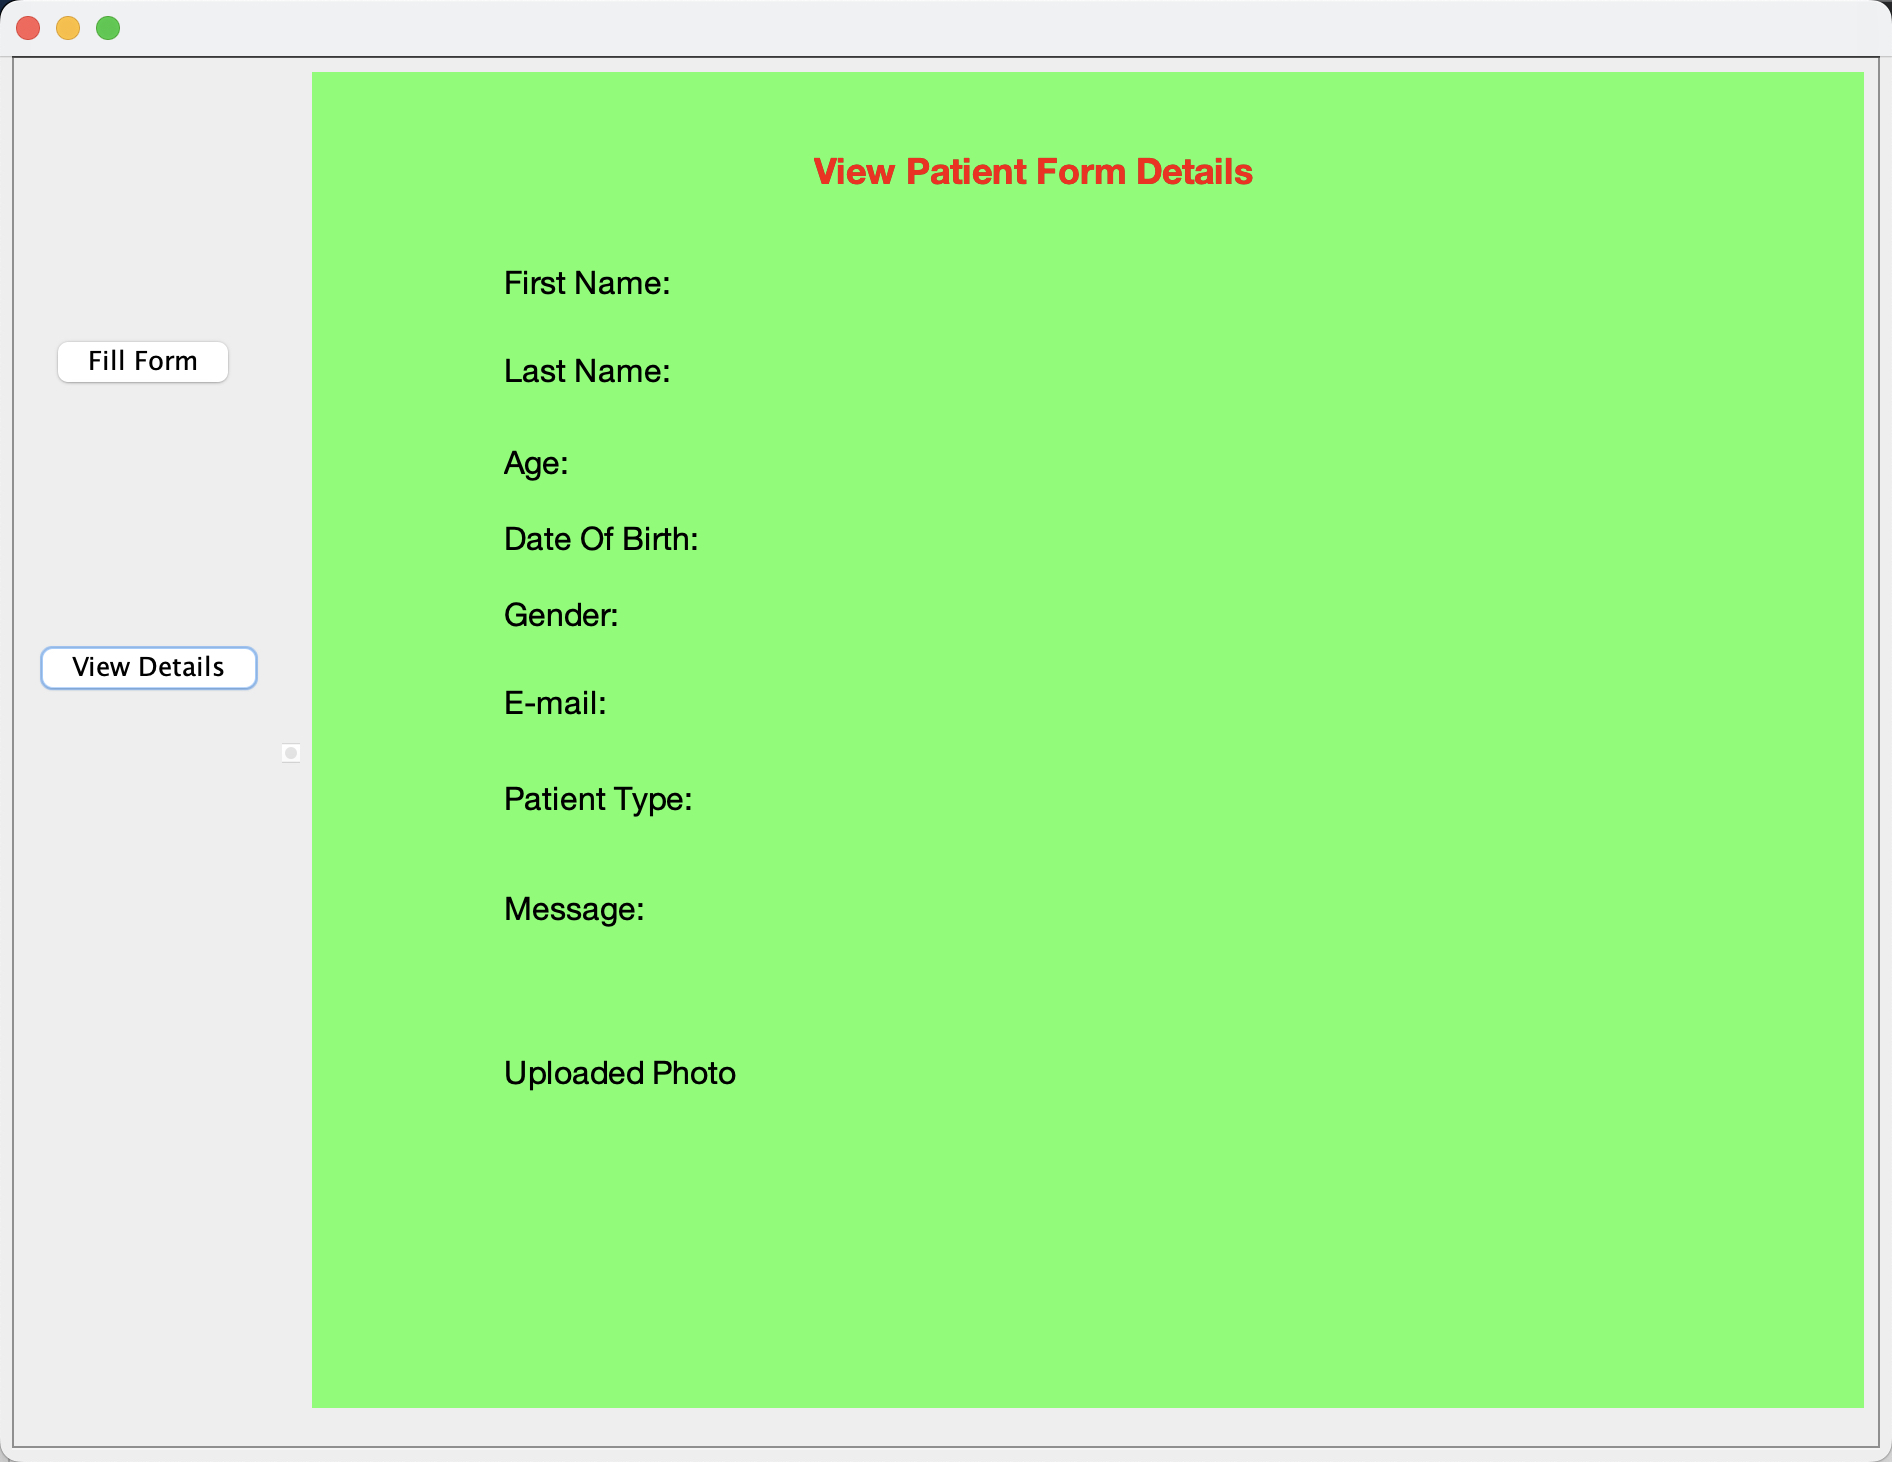 View Patient Form Details
First Name:
Last Name:
Fill Form
Age:
Date Of Birth:
Gender:
View Details
E-mail:
Patient Type:
Message:
Uploaded Photo